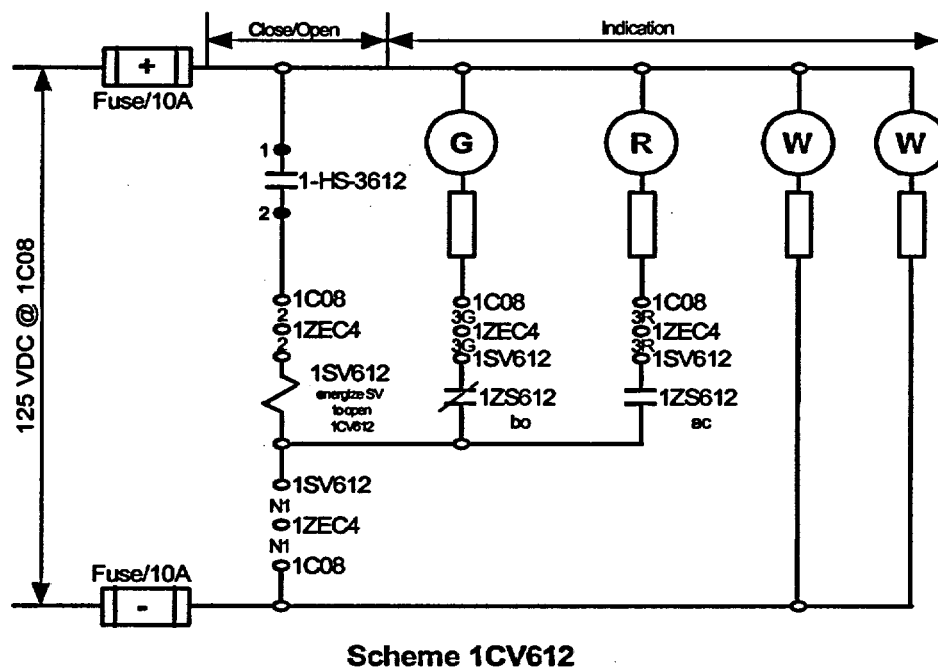 Close/Open
Indication
+
Fuse/10A
G
R
W
W
1
1-HS-3612
2
125 VDC @ 1C08
1C08
1C08
1C08
2
3G
3R
1ZEC4
1ZEC4
1ZEC4
2
3G
3R
1SV612
1SV612
1SV612
energize SV
to open
1CV612
1ZS612
bo
1ZS612
ac
1SV612
N1
1ZEC4
N1
1C08
Fuse/10A
-
Scheme 1CV612